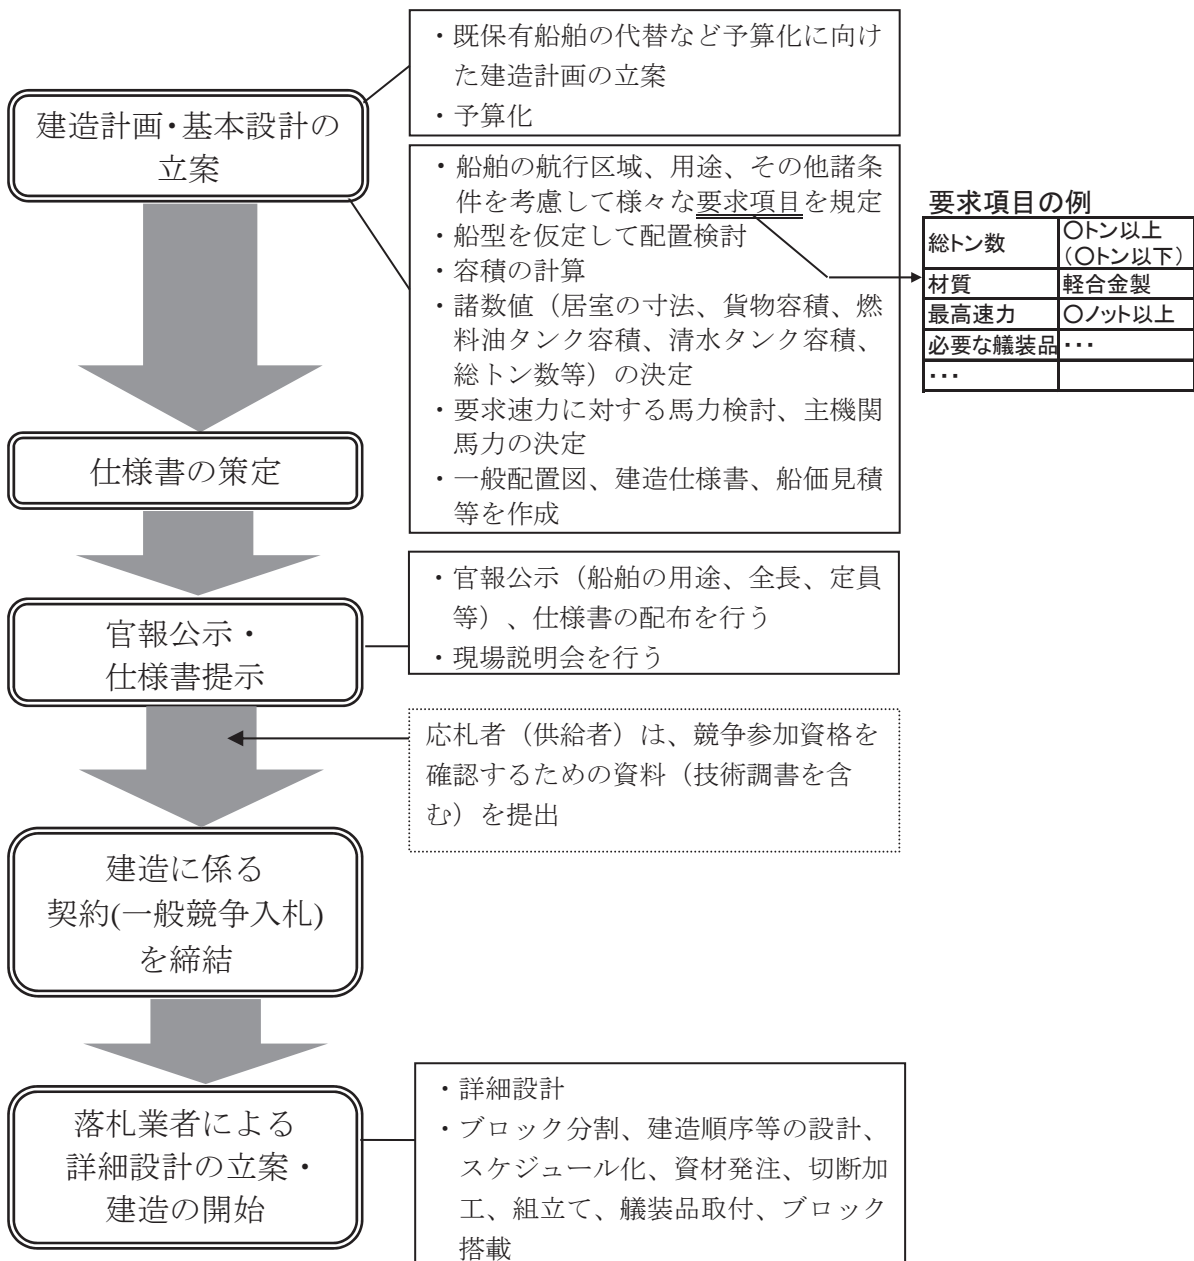 ・既保有船舶の代替など予算化に向け
た建造計画の立案
・予算化
建造計画・基本設計の
立案
・船舶の航行区域、用途、その他諸条
件を考慮して様々な要求項目を規定
・船型を仮定して配置検討
・容積の計算
・諸数値（居室の寸法、貨物容積、燃
料油タンク容積、清水タンク容積、
総トン数等）の決定
・要求速力に対する馬力検討、主機関
馬力の決定
・一般配置図、建造仕様書、船価見積
等を作成
要求項目の例
総トン数 〇トン以上
（〇トン以下）
材質 軽合金製
最高速力 〇ノット以上
必要な艤装品 ・・・
・・・
仕様書の策定
・官報公示（船舶の用途、全長、定員
等）、仕様書の配布を行う
・現場説明会を行う
官報公示・
仕様書提示
応札者（供給者）は、競争参加資格を
確認するための資料（技術調書を含
む）を提出
建造に係る
契約(一般競争入札)
を締結
落札業者による
詳細設計の立案・
建造の開始
・詳細設計
・ブロック分割、建造順序等の設計、
スケジュール化、資材発注、切断加
工、組立て、艤装品取付、ブロック
搭載